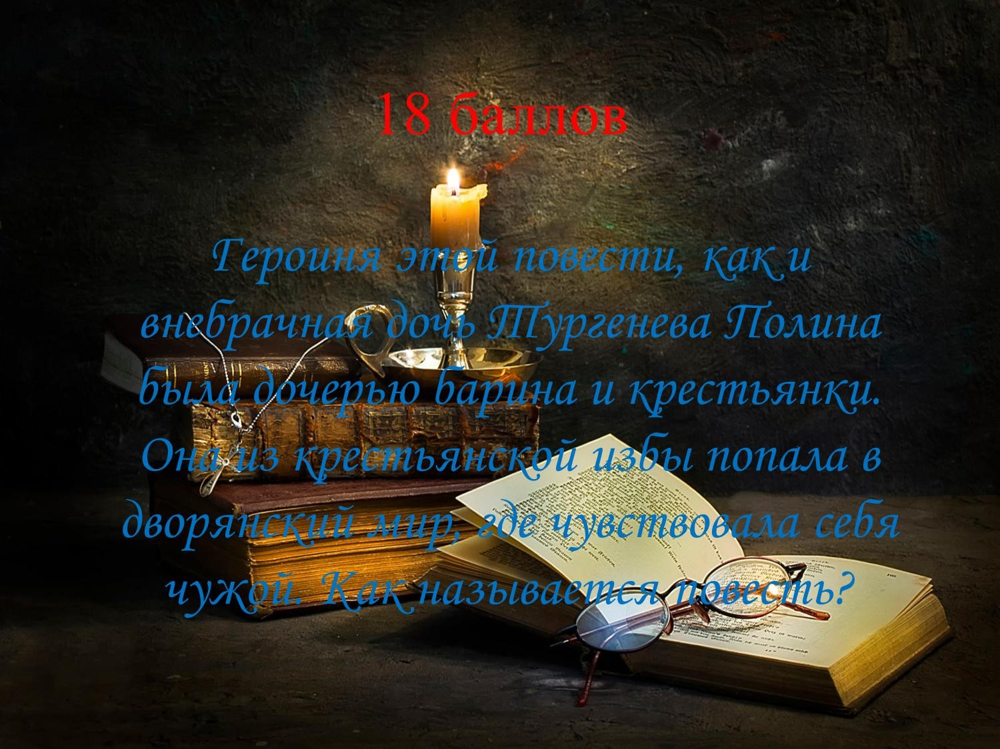 18 баллов
Героиня этой повести, как и
внебрачная дочь Тургенева Полина
была дочерью барина и крестьянки.
Она из крестьянской избы попала в
дворянский мир, где чувствовала себя
чужой. Как называется повесть?